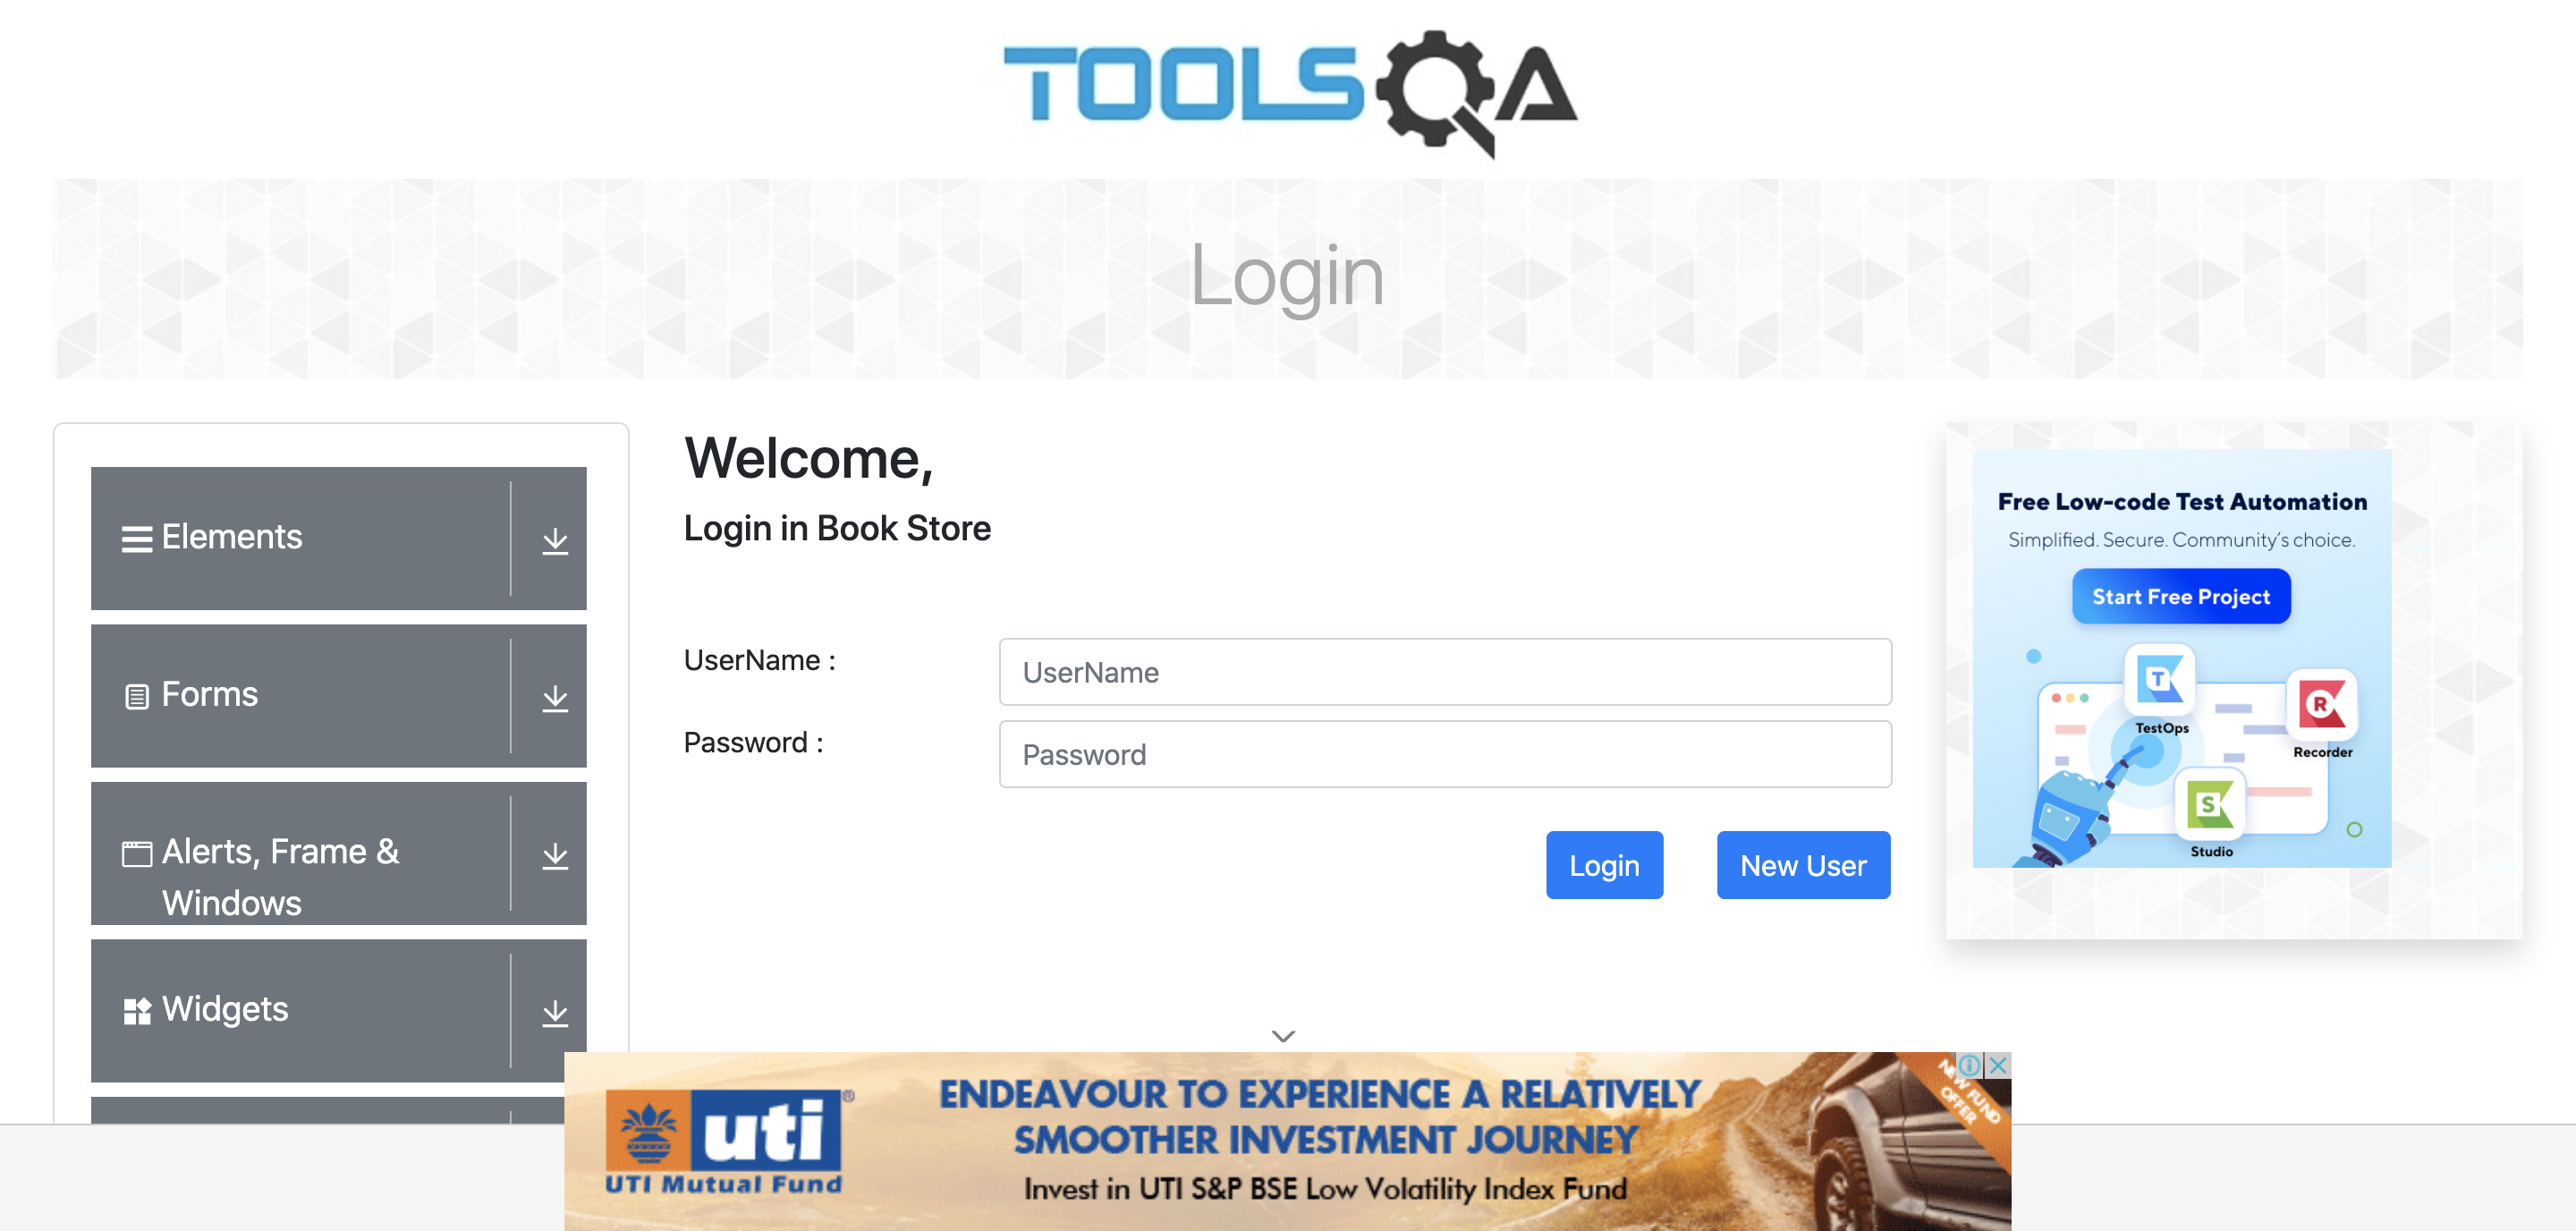 TOOLSQA
Login
Elements
Forms
Alerts, Frame &
Windows
Widgets
Welcome,
Login in Book Store
UserName :
UserName
Password :
Password
Login
New User
Free Low-code Test Automation
Simplified. Secure. Community's choice.
Start Free Project
T
TestOps
R
Recorder
S
Studio
uti
®
UTI Mutual Fund
ENDEAVOUR TO EXPERIENCE A RELATIVELY
SMOOTHER INVESTMENT JOURNEY
Invest in UTI S&P BSE Low Volatility Index Fund
NEW FUND
OFFER